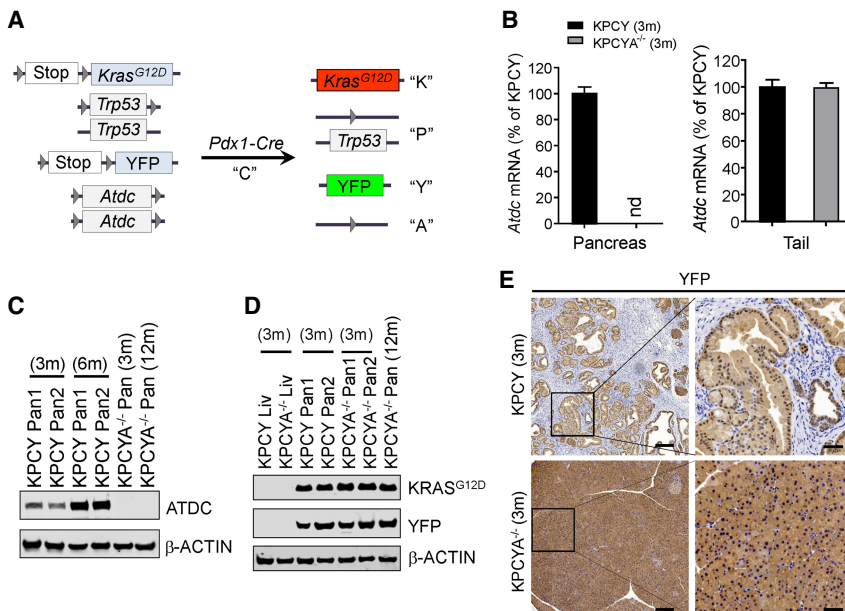 A
Stop
Kras^G12D
Trp53
Trp53
Stop
YFP
Atdc
Atdc
Pdx1-Cre
“C”
Kras^G12D
“K”
Trp53
“P”
YFP
“Y”
“A”
B
KPCY (3m)
KPCYA-/- (3m)
Atdc mRNA (% of KPCY)
120
100
80
60
40
20
0
nd
Pancreas
Atdc mRNA (% of KPCY)
120
100
80
60
40
20
0
Tail
C
(3m)
(6m)
KPCY Pan1
KPCY Pan2
KPCY Pan1
KPCY Pan2
KPCYA-/- Pan (3m)
KPCYA-/- Pan (12m)
ATDC
β-ACTIN
D
(3m)
(3m)
(3m)
KPCY Liv
KPCYA-/- Liv
KPCY Pan1
KPCY Pan2
KPCYA-/- Pan1
KPCYA-/- Pan2
KPCYA-/- Pan (12m)
KRAS^G12D
YFP
β-ACTIN
E
YFP
KPCY (3m)
KPCYA-/- (3m)